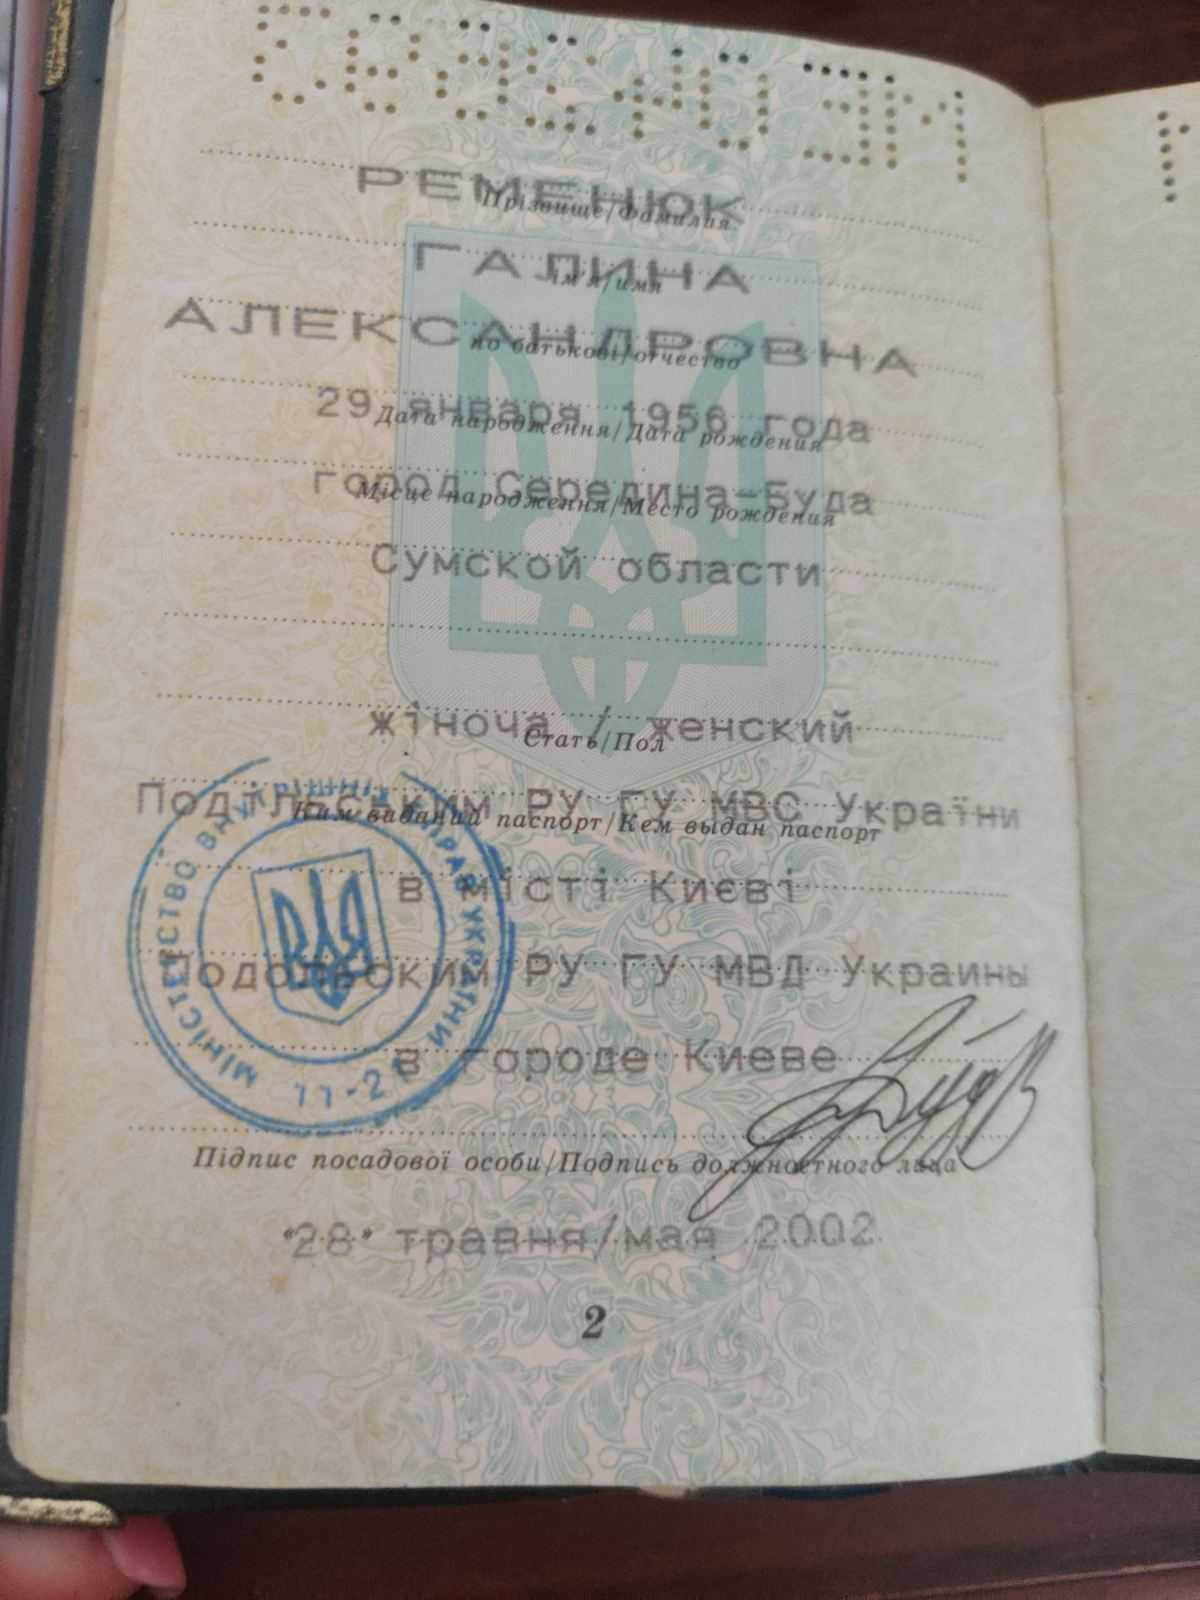 РЕМЕНЮК
Прізвище/Фамилия
ГАЛИНА
Ім'я/имя
АЛЕКСАНДРОВНА
по батькові/отчество
29 января 1956 года
Дата народження/Дата рождения
город Середина-Буда
Місце народження/Место рождения
Сумской области
жіноча / женский
Стать/Пол
Подільським РУ ГУ МВС України
Ким виданий паспорт/Кем выдан паспорт
в місті Києві
Подольским РУ ГУ МВД Украины
в городе Киеве
МІНІСТЕРСТВО ВНУТРІШНІХ СПРАВ УКРАЇНИ
Підпис посадової особи/Подпись должностного лица
"28" травня/мая 2002
2